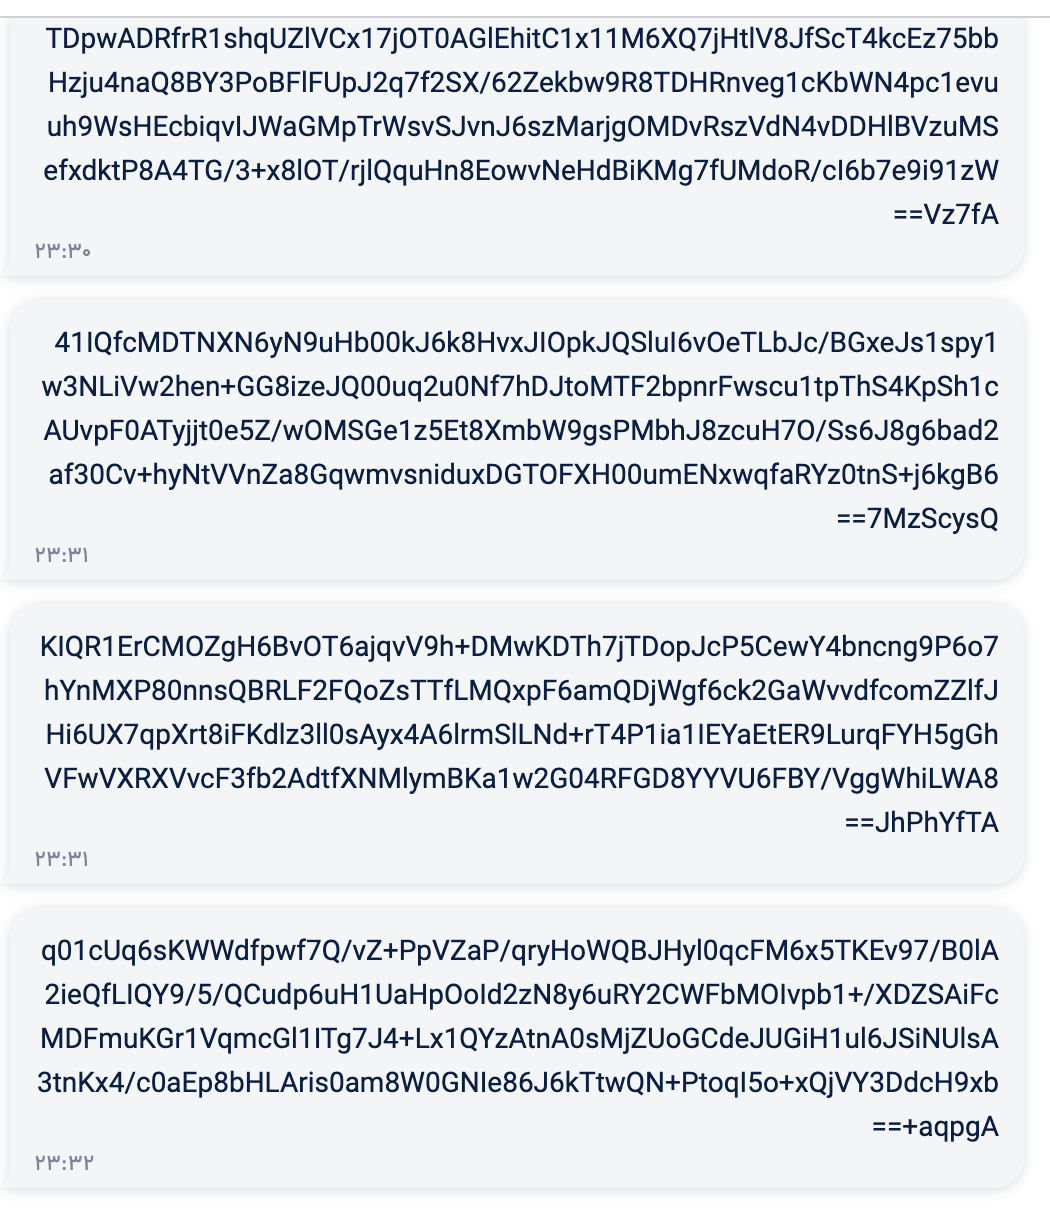 TDpwADRfrR1shqUZlVCx17jOT0AGlEhitC1x11M6XQ7jHtlV8JfScT4kcEz75bb
Hzju4naQ8BY3PoBFlFUpJ2q7f2SX/62Zekbw9R8TDHRnveg1cKbWN4pc1evu
uh9WsHEcbiqvIJWaGMpTrWsvSJvnJ6szMarjgOMDvRszVdN4vDDHlBVzuMS
efxdktP8A4TG/3+x8lOT/rjlQquHn8EowvNeHdBiKMg7fUMdoR/cI6b7e9i91zW
==Vz7fA
۲۳:۳۰
41IQfcMDTNXN6yN9uHb00kJ6k8HvxJIOpkJQSluI6vOeTLbJc/BGxeJs1spy1
w3NLiVw2hen+GG8izeJQ00uq2u0Nf7hDJtoMTF2bpnrFwscu1tpThS4KpSh1c
AUvpF0ATyjjt0e5Z/wOMSGe1z5Et8XmbW9gsPMbhJ8zcuH7O/Ss6J8g6bad2
af30Cv+hyNtVVnZa8GqwmvsniduxDGTOFXH00umENxwqfaRYz0tnS+j6kgB6
==7MzScysQ
۲۳:۳۱
KIQR1ErCMOZgH6BvOT6ajqvV9h+DMwKDTh7jTDopJcP5CewY4bncng9P6o7
hYnMXP80nnsQBRLF2FQoZsTTfLMQxpF6amQDjWgf6ck2GaWvvdfcomZZlfJ
Hi6UX7qpXrt8iFKdlz3ll0sAyx4A6lrmSlLNd+rT4P1ia1IEYaEtER9LurqFYH5gGh
VFwVXRXVvcF3fb2AdtfXNMlymBKa1w2G04RFGD8YYVU6FBY/VggWhiLWA8
==JhPhYfTA
۲۳:۳۱
q01cUq6sKWWdfpwf7Q/vZ+PpVZaP/qryHoWQBJHyl0qcFM6x5TKEv97/B0lA
2ieQfLIQY9/5/QCudp6uH1UaHpOoId2zN8y6uRY2CWFbMOIvpb1+/XDZSAiFc
MDFmuKGr1VqmcGl1ITg7J4+Lx1QYzAtnA0sMjZUoGCdeJUGiH1ul6JSiNUlsA
3tnKx4/c0aEp8bHLAris0am8W0GNIe86J6kTtwQN+PtoqI5o+xQjVY3DdcH9xb
==+aqpgA
۲۳:۳۲